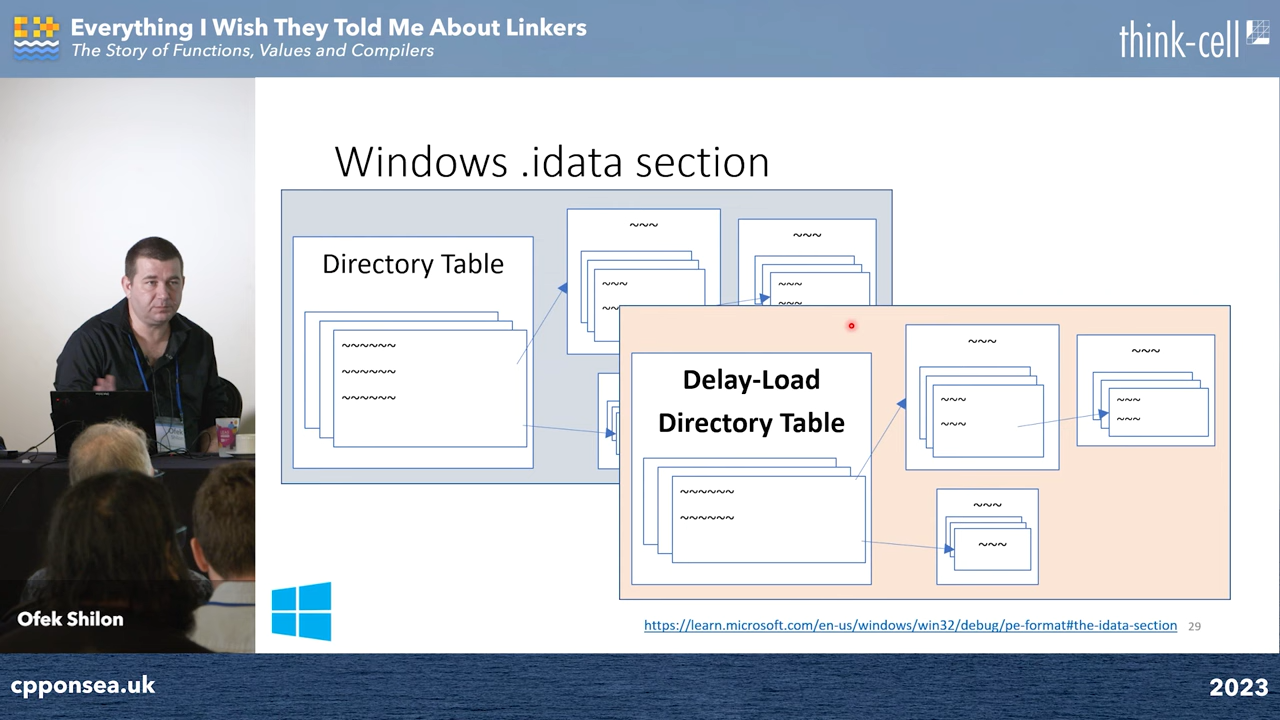 Everything I Wish They Told Me About Linkers
The Story of Functions, Values and Compilers
think-cell
Windows .idata section
Directory Table
~~~~~~
~~~~~~
~~~~~~
~~~
~~~
~~~
~~~
~~~
Delay-Load
Directory Table
~~~~~~
~~~~~~
~~~
~~~
~~~
~~~
~~~
~~~
~~~
~~~
https://learn.microsoft.com/en-us/windows/win32/debug/pe-format#the-idata-section
29
Ofek Shilon
cpponsea.uk
2023